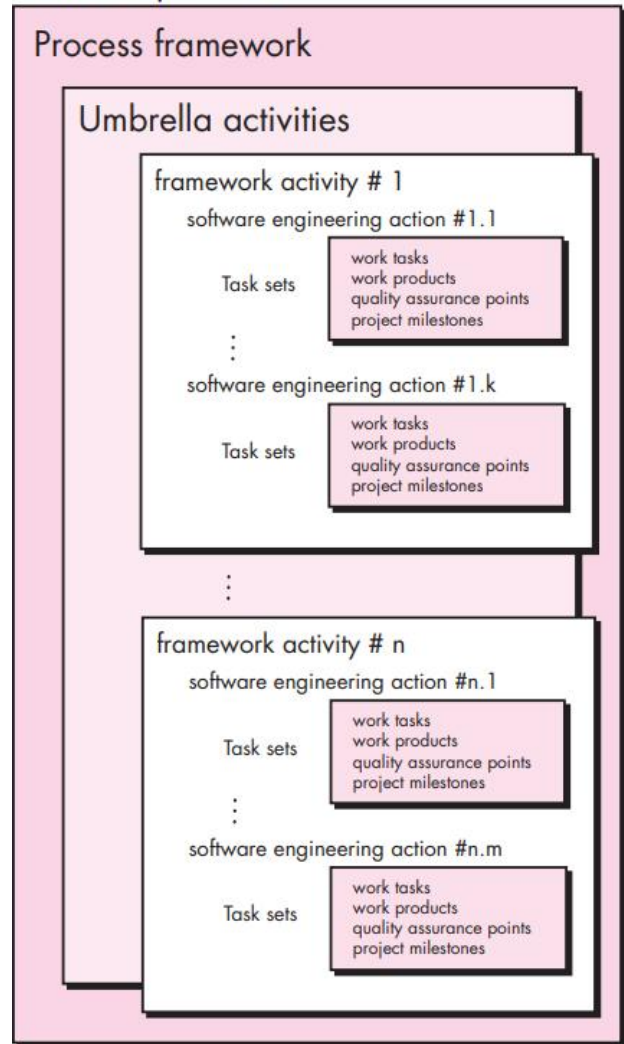 Process framework
Umbrella activities
framework activity # 1
software engineering action #1.1
Task sets
work tasks
work products
quality assurance points
project milestones
software engineering action #1.k
Task sets
work tasks
work products
quality assurance points
project milestones
framework activity # n
software engineering action #n.1
Task sets
work tasks
work products
quality assurance points
project milestones
software engineering action #n.m
Task sets
work tasks
work products
quality assurance points
project milestones